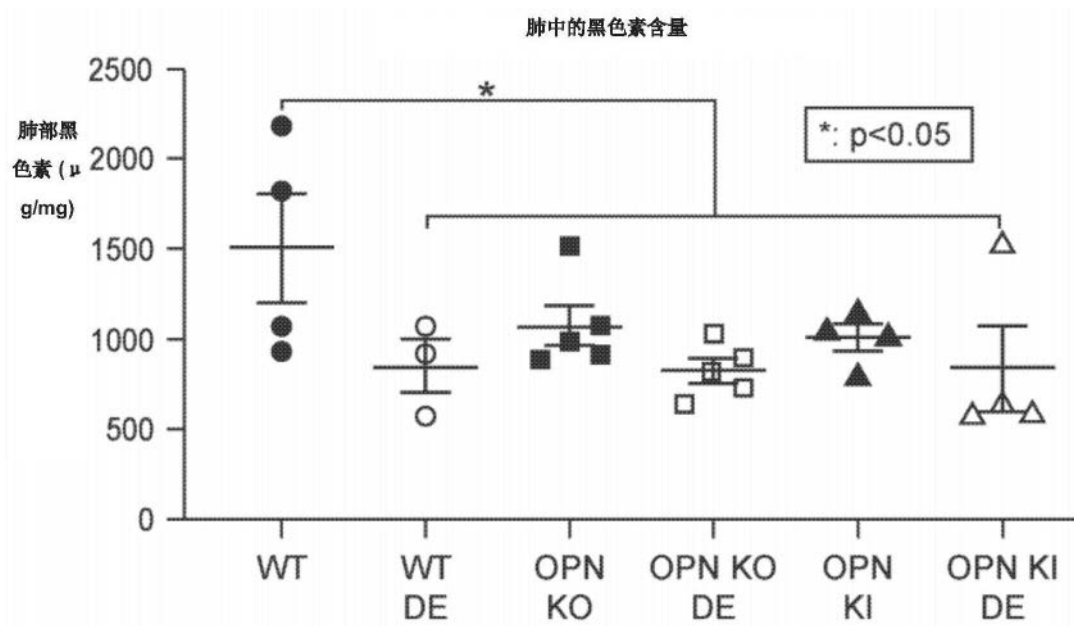 肺中的黑色素含量
肺部黑
色素 (μ
g/mg)
2500
2000
1500
1000
500
0
*
*: p<0.05
WT
WT
DE
OPN
KO
OPN KO
DE
OPN
KI
OPN KI
DE